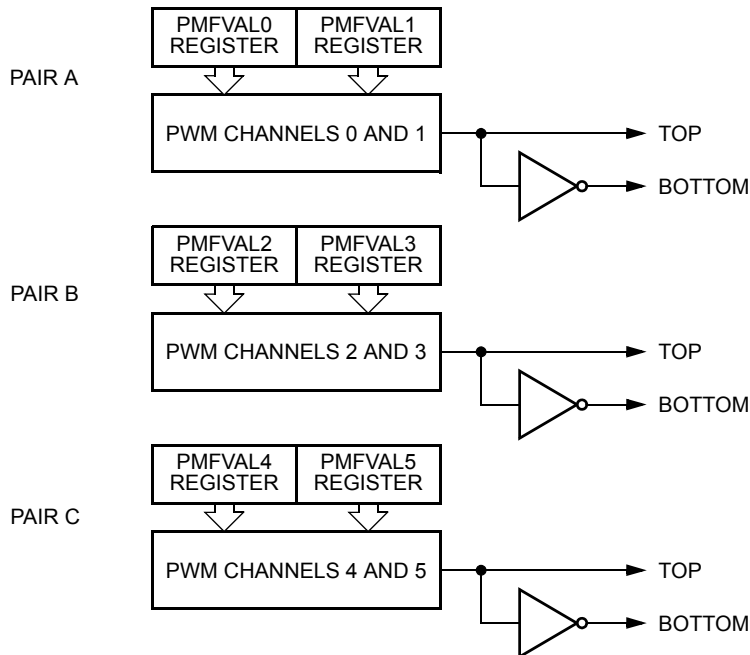 PMFVAL0 REGISTER
PMFVAL1 REGISTER
PAIR A
PWM CHANNELS 0 AND 1
TOP
BOTTOM
PMFVAL2 REGISTER
PMFVAL3 REGISTER
PAIR B
PWM CHANNELS 2 AND 3
TOP
BOTTOM
PMFVAL4 REGISTER
PMFVAL5 REGISTER
PAIR C
PWM CHANNELS 4 AND 5
TOP
BOTTOM